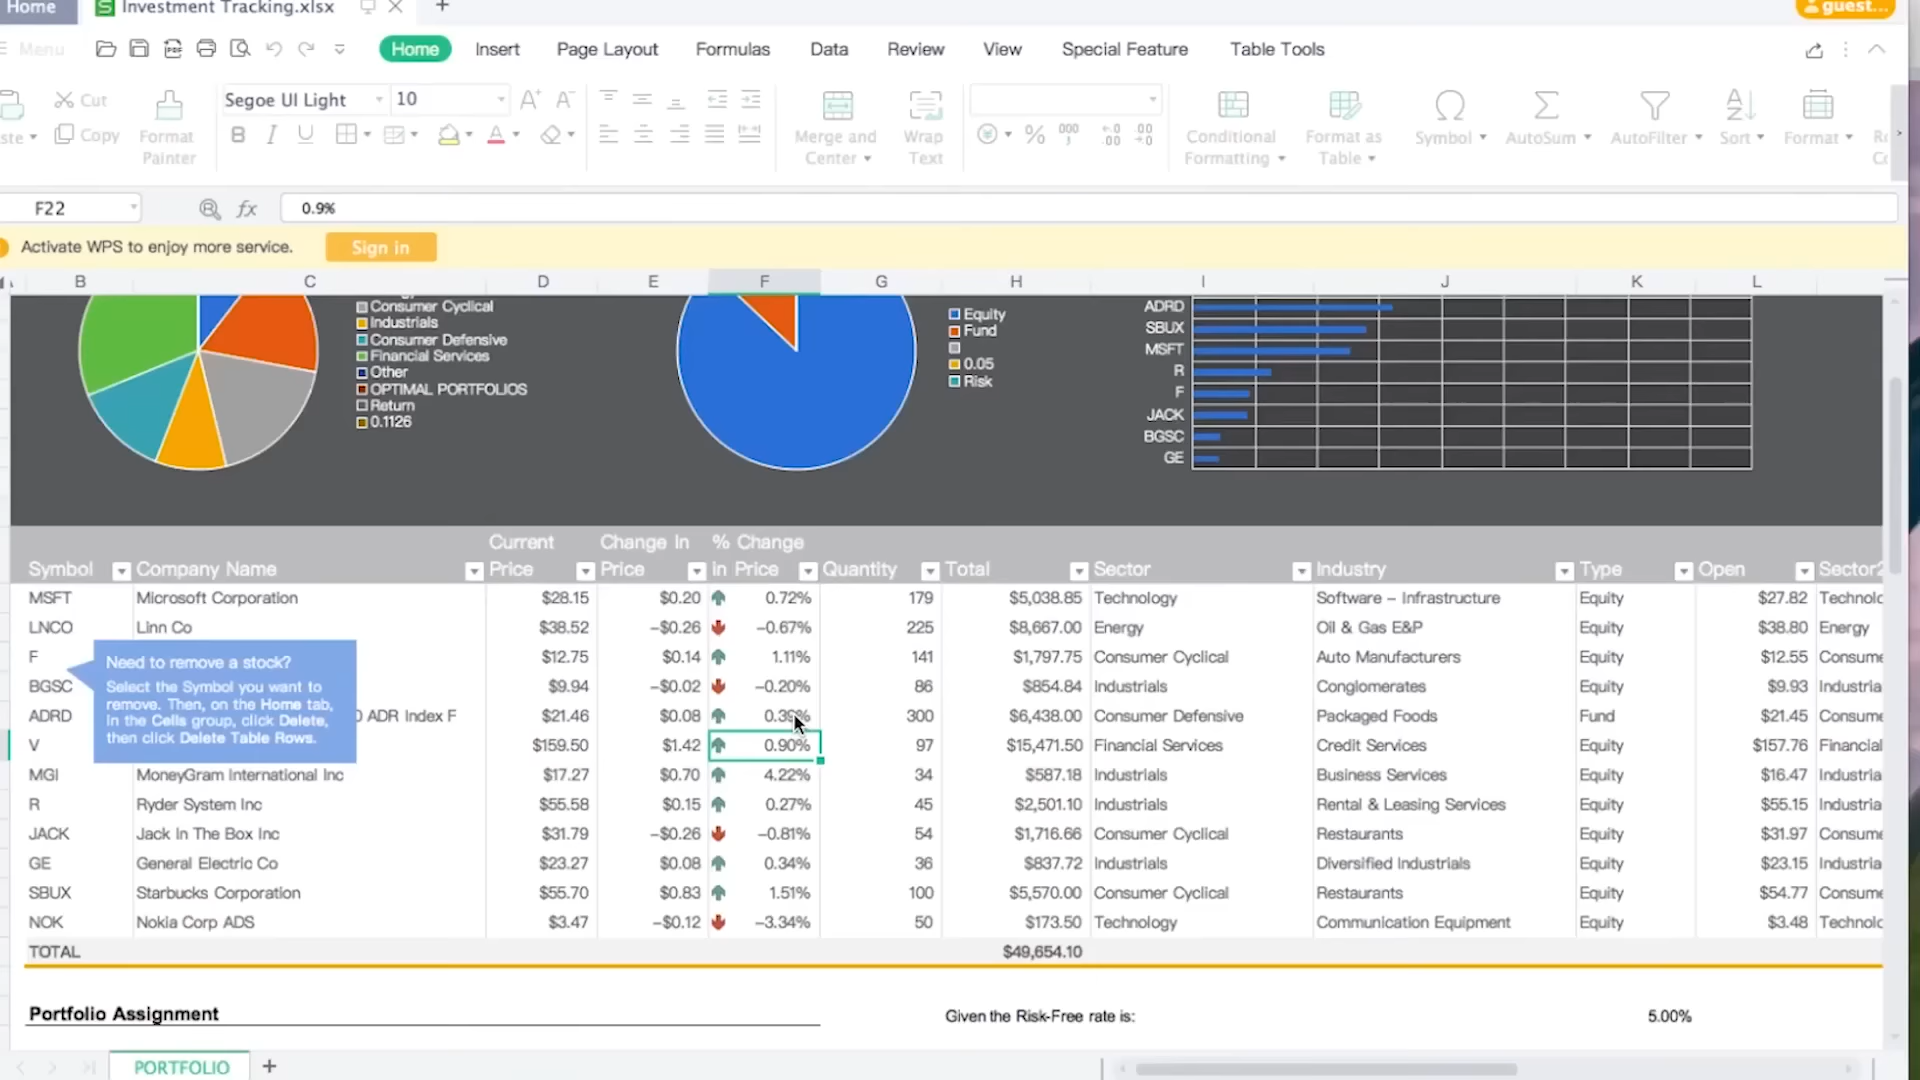 Home Investment Tracking.xlsx + guest...
Menu Home Insert Page Layout Formulas Data Review View Special Feature Table Tools
Cut Copy Format Painter
Segoe UI Light 10
Merge and Center Wrap Text
Conditional Formatting Format as Table Symbol AutoSum AutoFilter Sort Format
F22 fx 0.9%
Activate WPS to enjoy more service. Sign in
B C D E F G H I J K L
Consumer Cyclical
Industrials
Consumer Defensive
Financial Services
Other
OPTIMAL PORTFOLIOS
Return
0.1126
Equity
Fund
0.05
Risk
ADRD
SBUX
MSFT
R
F
JACK
BGSC
GE
Symbol Company Name Current Price Change In Price % Change In Price Quantity Total Sector Industry Type Open Sector2
MSFT Microsoft Corporation $28.15 $0.20 0.72% 179 $5,038.85 Technology Software – Infrastructure Equity $27.82 Technolo
LNCO Linn Co $38.52 –$0.26 –0.67% 225 $8,667.00 Energy Oil & Gas E&P Equity $38.80 Energy
F $12.75 $0.14 1.11% 141 $1,797.75 Consumer Cyclical Auto Manufacturers Equity $12.55 Consume
BGSC $9.94 –$0.02 –0.20% 86 $854.84 Industrials Conglomerates Equity $9.93 Industria
ADRD ADR Index F $21.46 $0.08 0.39% 300 $6,438.00 Consumer Defensive Packaged Foods Fund $21.45 Consume
V $159.50 $1.42 0.90% 97 $15,471.50 Financial Services Credit Services Equity $157.76 Financial
MGI MoneyGram International Inc $17.27 $0.70 4.22% 34 $587.18 Industrials Business Services Equity $16.47 Industria
R Ryder System Inc $55.58 $0.15 0.27% 45 $2,501.10 Industrials Rental & Leasing Services Equity $55.15 Industria
JACK Jack In The Box Inc $31.79 –$0.26 –0.81% 54 $1,716.66 Consumer Cyclical Restaurants Equity $31.97 Consume
GE General Electric Co $23.27 $0.08 0.34% 36 $837.72 Industrials Diversified Industrials Equity $23.15 Industria
SBUX Starbucks Corporation $55.70 $0.83 1.51% 100 $5,570.00 Consumer Cyclical Restaurants Equity $54.77 Consume
NOK Nokia Corp ADS $3.47 –$0.12 –3.34% 50 $173.50 Technology Communication Equipment Equity $3.48 Technolo
TOTAL $49,654.10
Need to remove a stock?
Select the Symbol you want to
remove. Then, on the Home tab,
in the Cells group, click Delete,
then click Delete Table Rows.
Portfolio Assignment Given the Risk-Free rate is: 5.00%
PORTFOLIO +